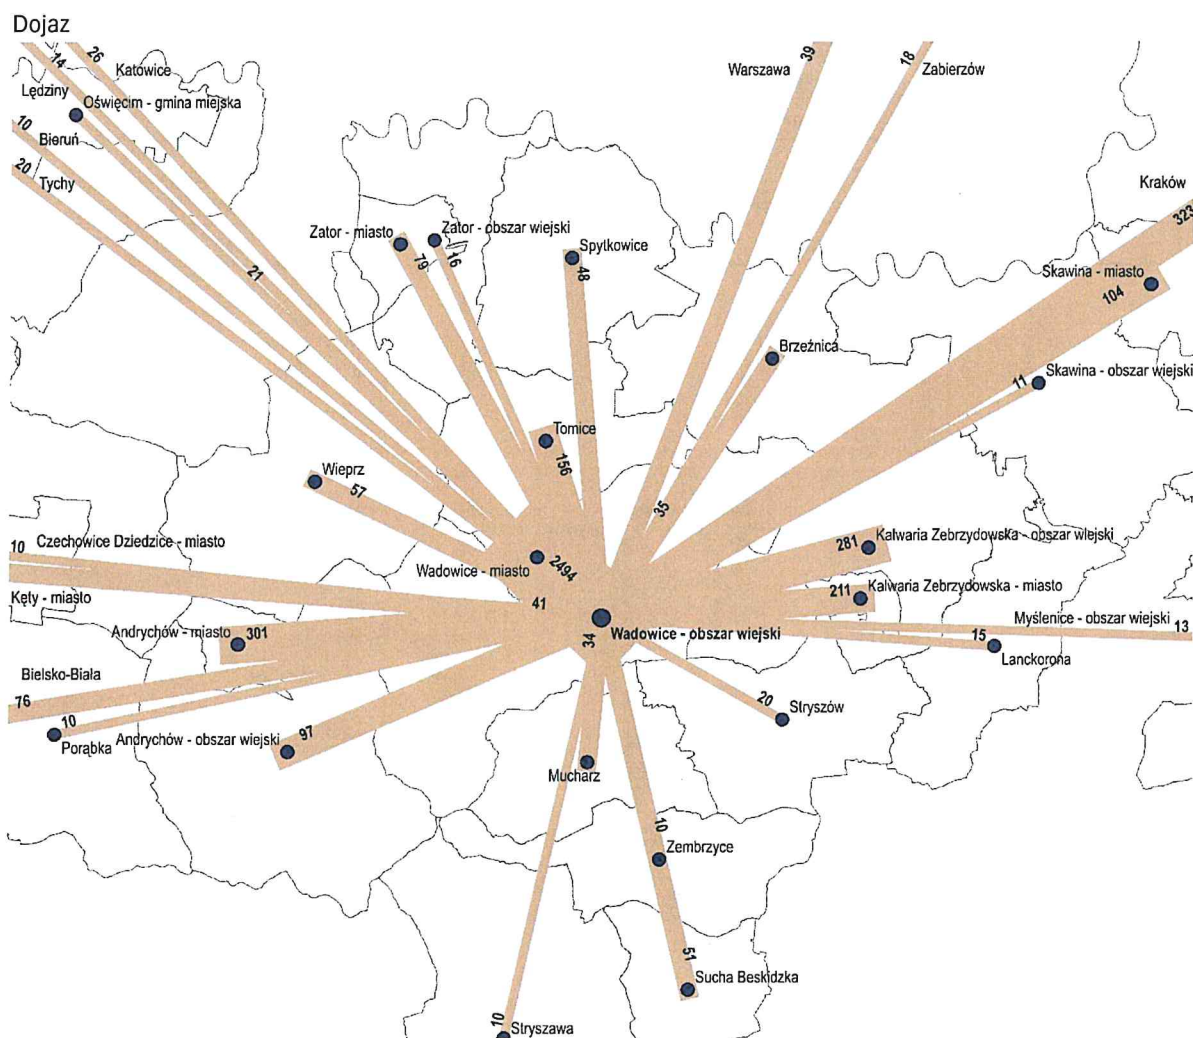 Dojaz
26
14
Katowice
39
Warszawa
18
Zabierzów
Lędziny
Oświęcim - gmina miejska
10
Bieruń
20
Tychy
Kraków
323
Zator - miasto
79
Zator - obszar wiejski
16
Spytkowice
48
21
Skawina - miasto
104
Brzeźnica
Skawina - obszar wiejski
11
Tomice
156
Wieprz
57
35
Czechowice Dziedzice - miasto
10
Wadowice - miasto
2494
281
Kalwaria Zebrzydowska - obszar wiejski
211
Kalwaria Zebrzydowska - miasto
Kęty - miasto
41
Andrychów - miasto
301
34
Wadowice - obszar wiejski
Myślenice - obszar wiejski
13
15
Lanckorona
Bielsko-Biała
76
10
Porąbka
Andrychów - obszar wiejski
97
20
Stryszów
Mucharz
10
Zembrzyce
51
Sucha Beskidzka
10
Stryszawa